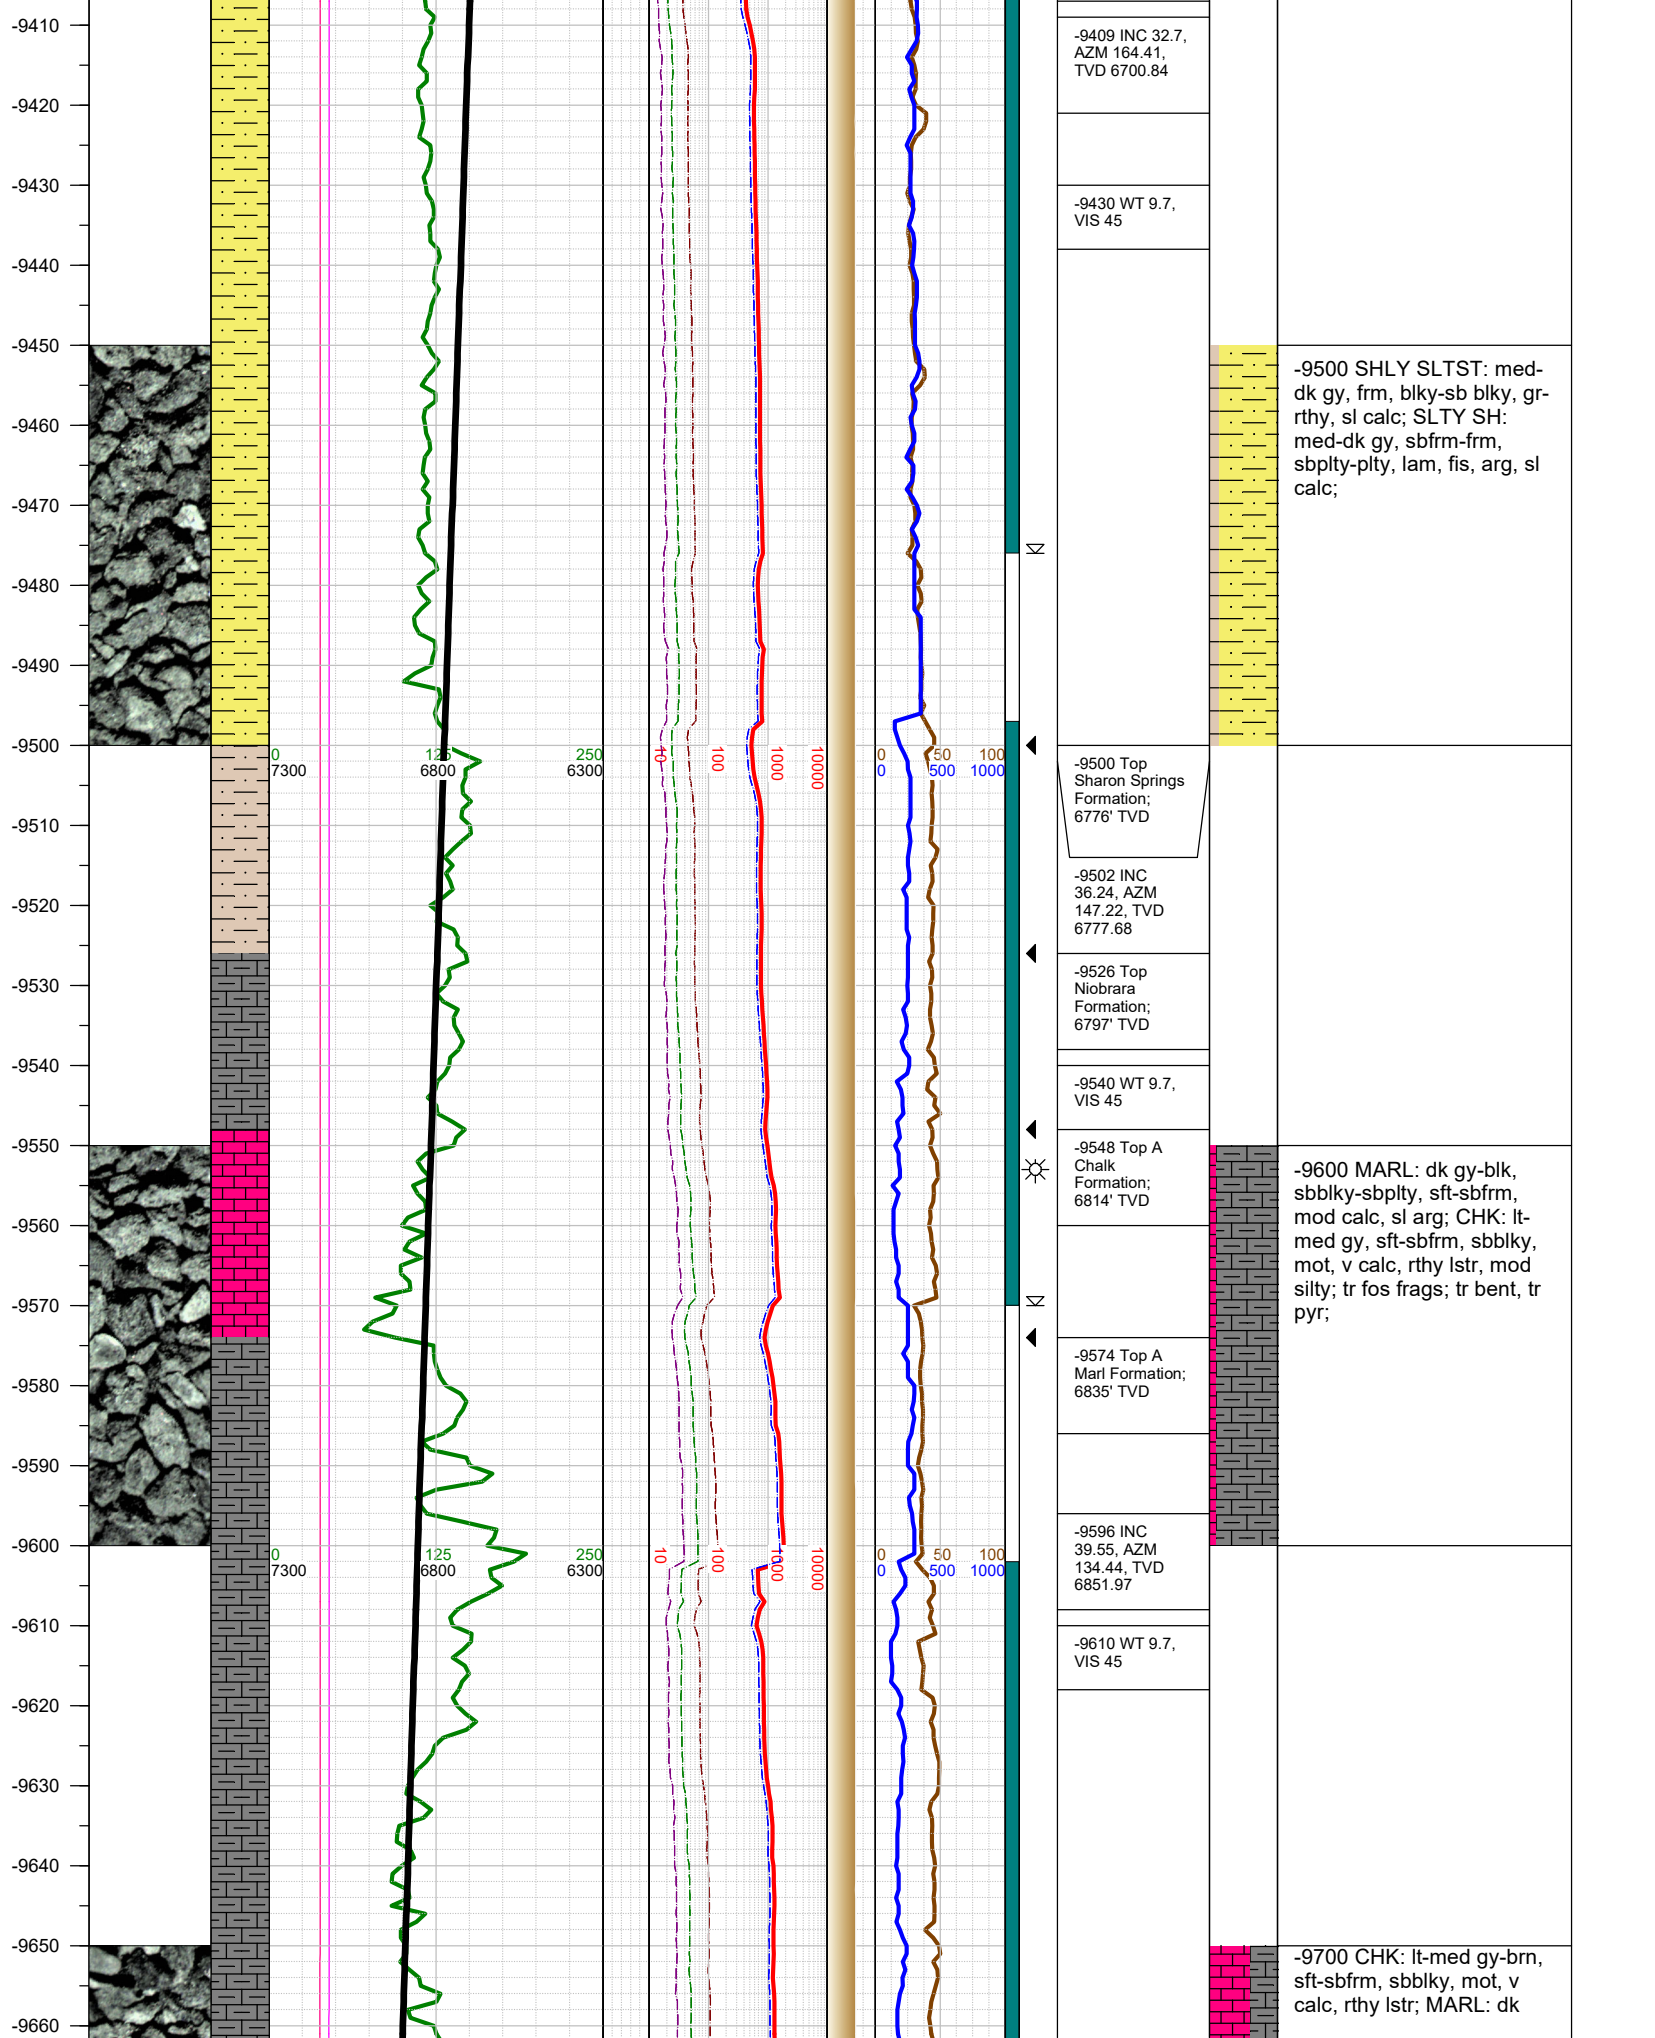 -9410
-9409 INC 32.7,
AZM 164.41,
TVD 6700.84
-9420
-9430
-9430 WT 9.7,
VIS 45
-9440
-9450
-9500 SHLY SLTST: med-
dk gy, frm, blky-sb blky, gr-
rthy, sl calc; SLTY SH:
med-dk gy, sbfrm-frm,
sbplty-plty, lam, fis, arg, sl
calc;
-9460
-9470
-9480
-9490
-9500
0 125 250
7300 6800 6300
10 100 1000 10000
0 50 100
0 500 1000
-9500 Top
Sharon Springs
Formation;
6776' TVD
-9510
-9502 INC
36.24, AZM
147.22, TVD
6777.68
-9520
-9526 Top
Niobrara
Formation;
6797' TVD
-9530
-9540
-9540 WT 9.7,
VIS 45
-9550
-9548 Top A
Chalk
Formation;
6814' TVD
-9600 MARL: dk gy-blk,
sbblky-sbplty, sft-sbfrm,
mod calc, sl arg; CHK: lt-
med gy, sft-sbfrm, sbblky,
mot, v calc, rthy lstr, mod
silty; tr fos frags; tr bent, tr
pyr;
-9560
-9570
-9574 Top A
Marl Formation;
6835' TVD
-9580
-9590
-9596 INC
39.55, AZM
134.44, TVD
6851.97
-9600
0 125 250
7300 6800 6300
10 100 1000 10000
0 50 100
0 500 1000
-9610
-9610 WT 9.7,
VIS 45
-9620
-9630
-9640
-9650
-9700 CHK: lt-med gy-brn,
sft-sbfrm, sbblky, mot, v
calc, rthy lstr; MARL: dk
-9660